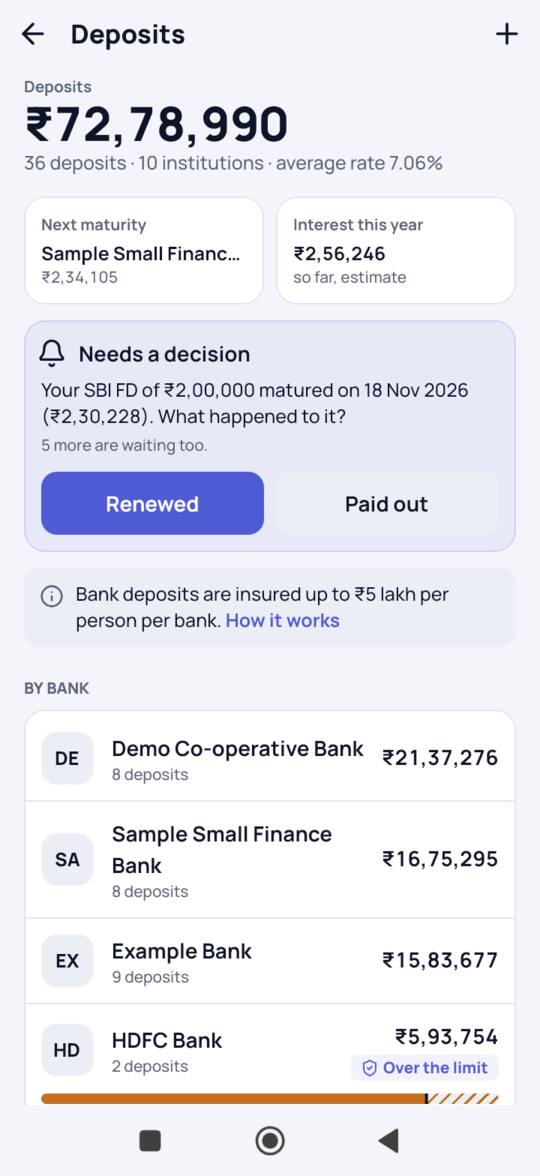 Deposits
Deposits
₹72,78,990
36 deposits · 10 institutions · average rate 7.06%
Next maturity
Sample Small Financ…
₹2,34,105
Interest this year
₹2,56,246
so far, estimate
Needs a decision
Your SBI FD of ₹2,00,000 matured on 18 Nov 2026
(₹2,30,228). What happened to it?
5 more are waiting too.
Renewed
Paid out
Bank deposits are insured up to ₹5 lakh per
person per bank. How it works
BY BANK
DE
Demo Co-operative Bank
8 deposits
₹21,37,276
SA
Sample Small Finance
Bank
8 deposits
₹16,75,295
EX
Example Bank
9 deposits
₹15,83,677
HD
HDFC Bank
2 deposits
₹5,93,754
Over the limit